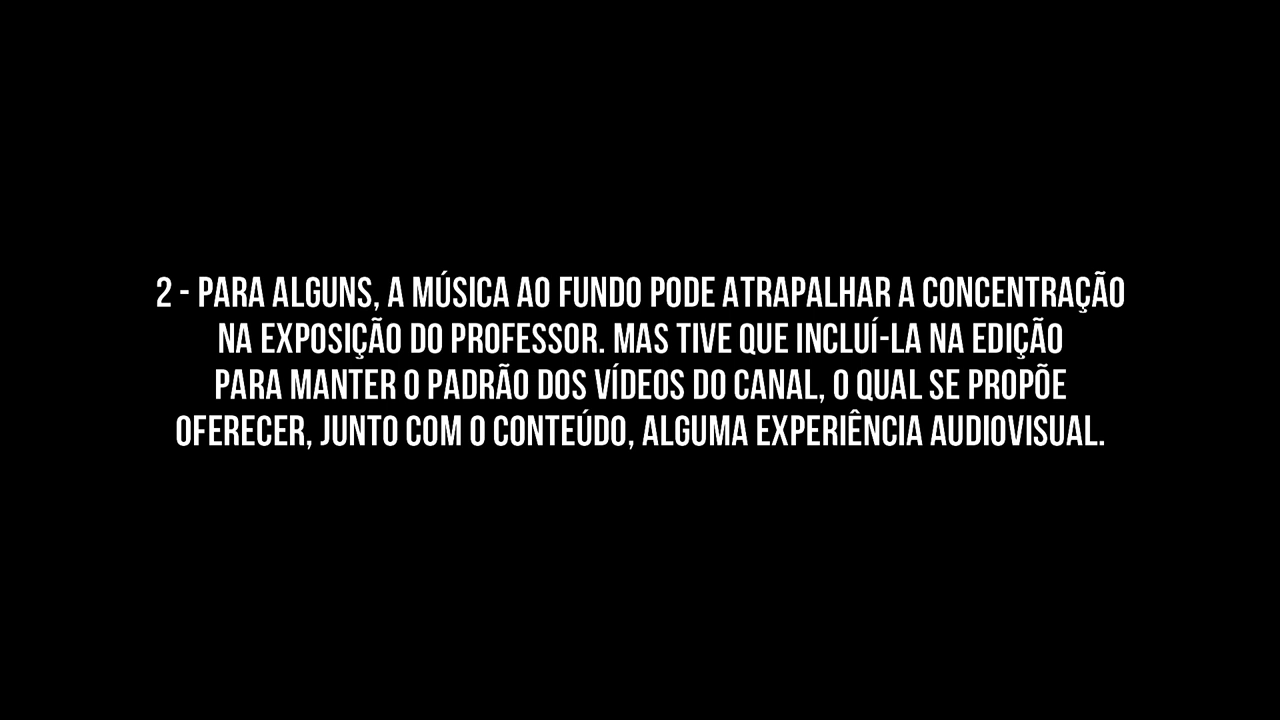 2 - PARA ALGUNS, A MÚSICA AO FUNDO PODE ATRAPALHAR A CONCENTRAÇÃO
NA EXPOSIÇÃO DO PROFESSOR. MAS TIVE QUE INCLUÍ-LA NA EDIÇÃO
PARA MANTER O PADRÃO DOS VÍDEOS DO CANAL, O QUAL SE PROPÕE
OFERECER, JUNTO COM O CONTEÚDO, ALGUMA EXPERIÊNCIA AUDIOVISUAL.